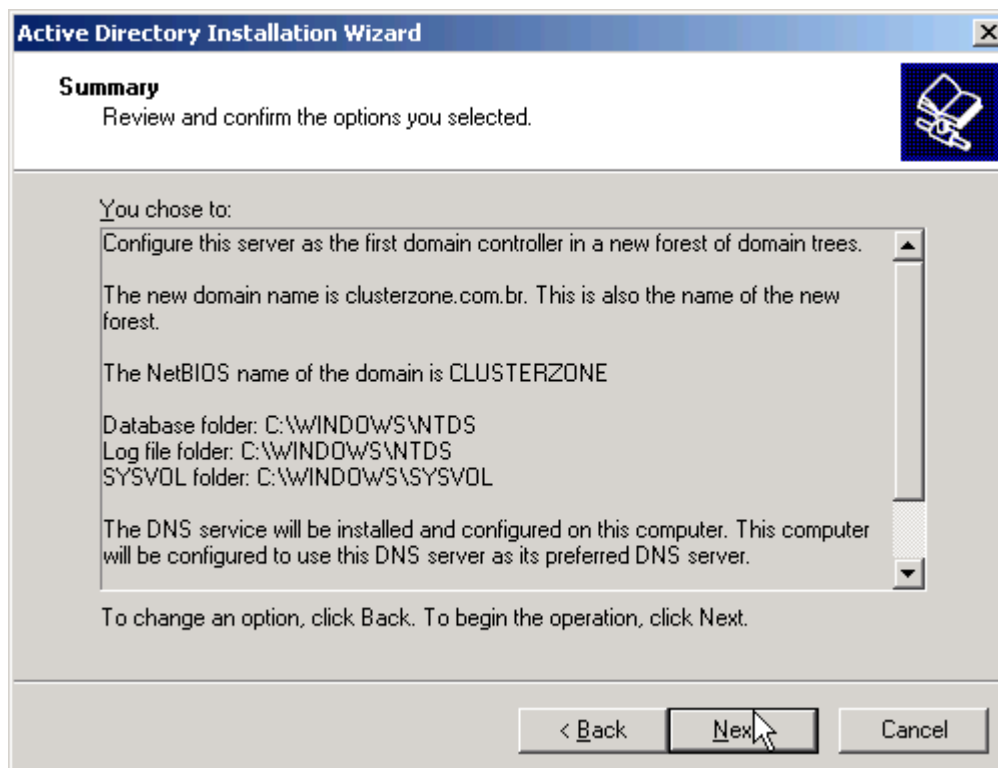 Active Directory Installation Wizard
Summary
Review and confirm the options you selected.
You chose to:
Configure this server as the first domain controller in a new forest of domain trees.
The new domain name is clusterzone.com.br. This is also the name of the new
forest.
The NetBIOS name of the domain is CLUSTERZONE
Database folder: C:\WINDOWS\NTDS
Log file folder: C:\WINDOWS\NTDS
SYSVOL folder: C:\WINDOWS\SYSVOL
The DNS service will be installed and configured on this computer. This computer
will be configured to use this DNS server as its preferred DNS server.
To change an option, click Back. To begin the operation, click Next.
< Back
Next
Cancel